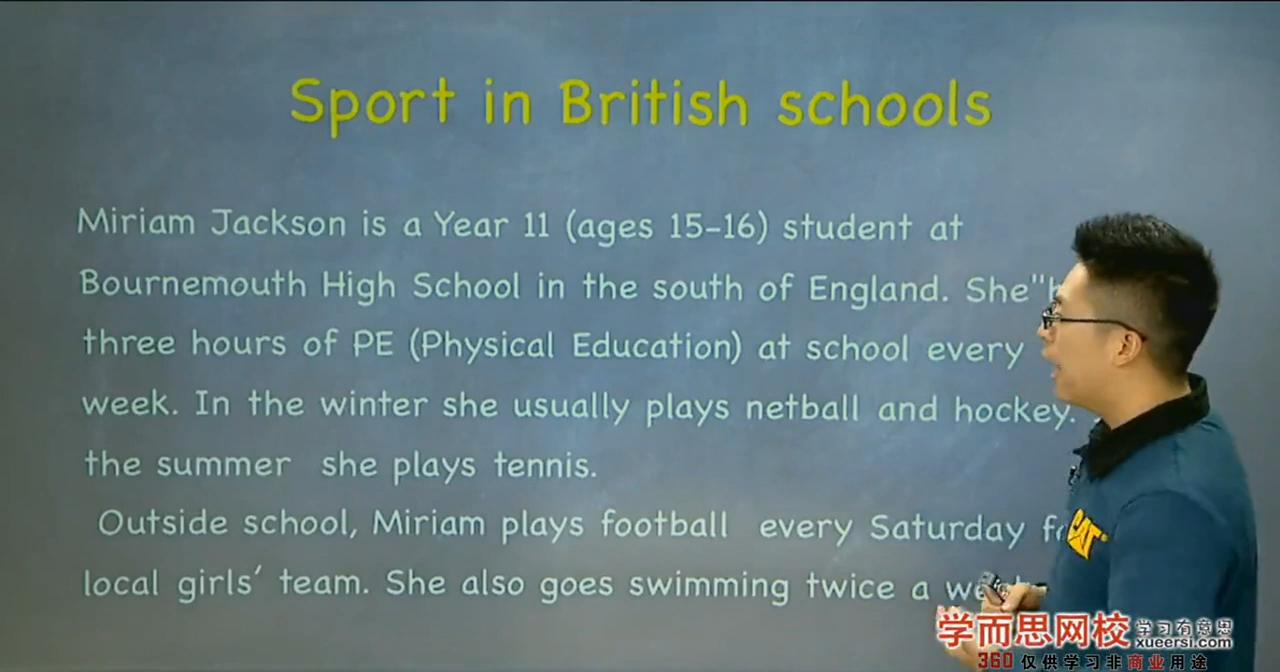 Sport in British schools
Miriam Jackson is a Year 11 (ages 15-16) student at
Bournemouth High School in the south of England. She"
three hours of PE (Physical Education) at school every
week. In the winter she usually plays netball and hockey.
the summer she plays tennis.
Outside school, Miriam plays football every Saturday
local girls′ team. She also goes swimming twice a
CAT
学而思网校 学习有意思
xueersi.com
360 仅供学习非商业用途